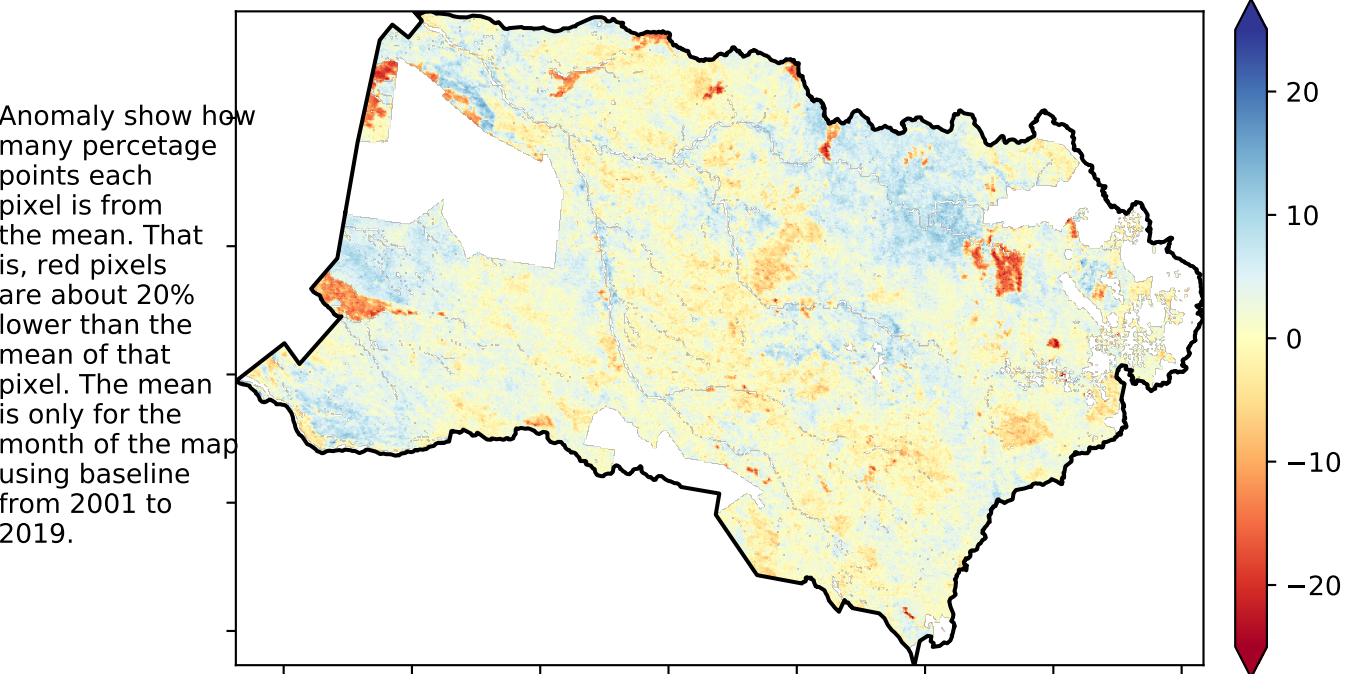 Anomaly show how
many percetage
points each
pixel is from
the mean. That
is, red pixels
are about 20%
lower than the
mean of that
pixel. The mean
is only for the
month of the map
using baseline
from 2001 to
2019.
20
10
0
−10
−20